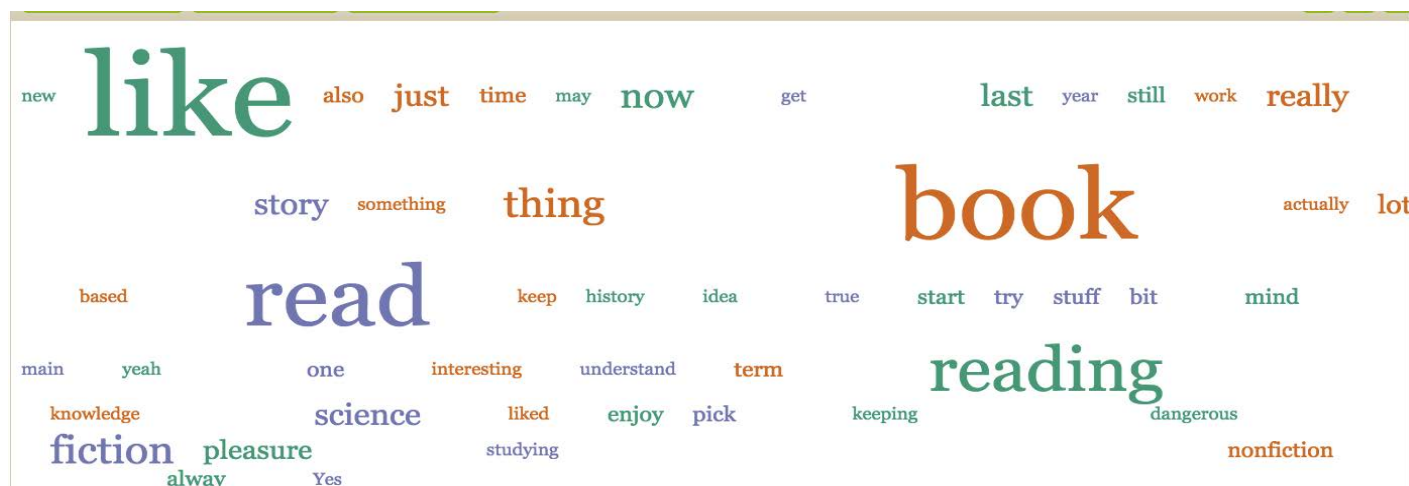 new like also just time may now get last year still work really
story something thing book actually lot
based read keep history idea true start try stuff bit mind
main yeah one interesting understand term reading
knowledge science liked enjoy pick keeping dangerous
fiction pleasure studying nonfiction
alway Yes